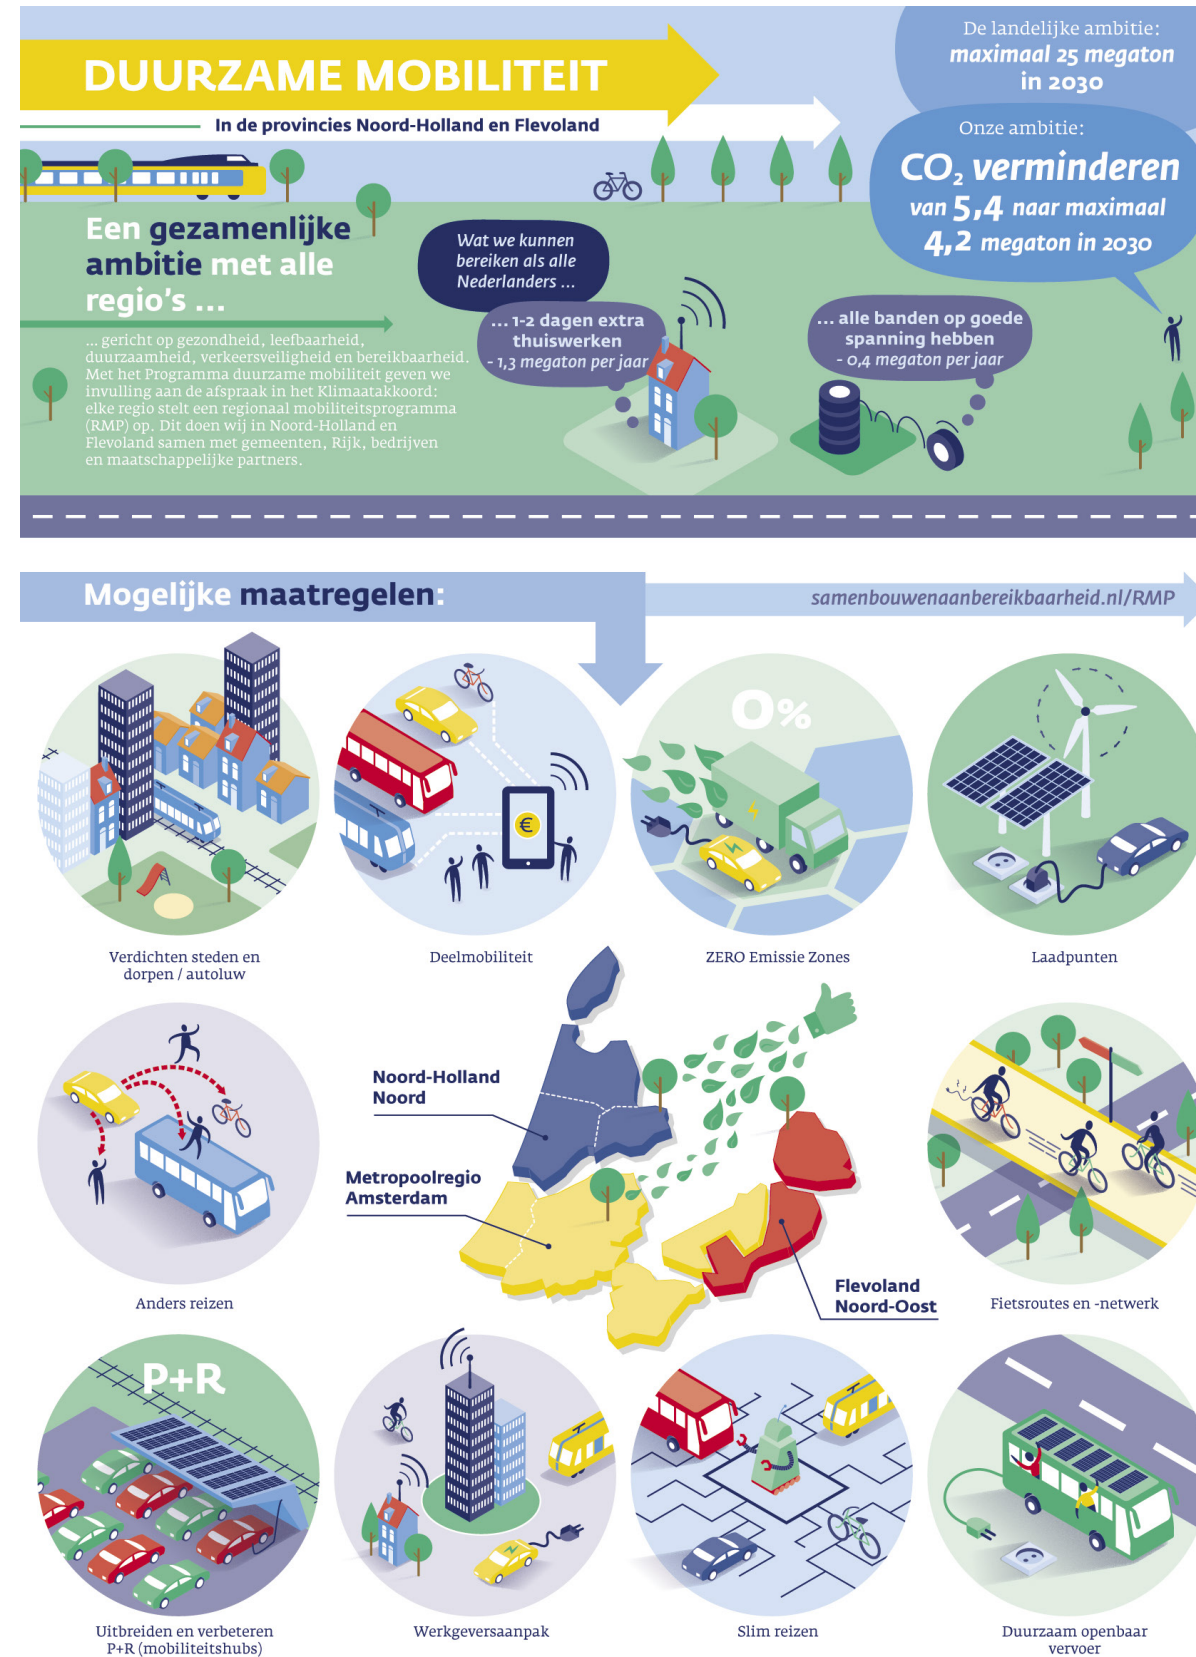 DUURZAME MOBILITEIT
In de provincies Noord-Holland en Flevoland
De landelijke ambitie:
maximaal 25 megaton
in 2030
Onze ambitie:
CO₂ verminderen
van 5,4 naar maximaal
4,2 megaton in 2030
Een gezamenlijke
ambitie met alle
regio's ...
... gericht op gezondheid, leefbaarheid,
duurzaamheid, verkeersveiligheid en bereikbaarheid.
Met het Programma duurzame mobiliteit geven we
invulling aan de afspraak in het Klimaatakkoord:
elke regio stelt een regionaal mobiliteitsprogramma
(RMP) op. Dit doen wij in Noord-Holland en
Flevoland samen met gemeenten, Rijk, bedrijven
en maatschappelijke partners.
Wat we kunnen
bereiken als alle
Nederlanders ...
... 1-2 dagen extra
thuiswerken
- 1,3 megaton per jaar
... alle banden op goede
spanning hebben
- 0,4 megaton per jaar
Mogelijke maatregelen:
samenbouwenaanbereikbaarheid.nl/RMP
€
0%
Verdichten steden en
dorpen / autoluw
Deelmobiliteit
ZERO Emissie Zones
Laadpunten
Noord-Holland
Noord
Metropoolregio
Amsterdam
Flevoland
Noord-Oost
Anders reizen
Fietsroutes en -netwerk
P+R
Uitbreiden en verbeteren
P+R (mobiliteitshubs)
Werkgeversaanpak
Slim reizen
Duurzaam openbaar
vervoer